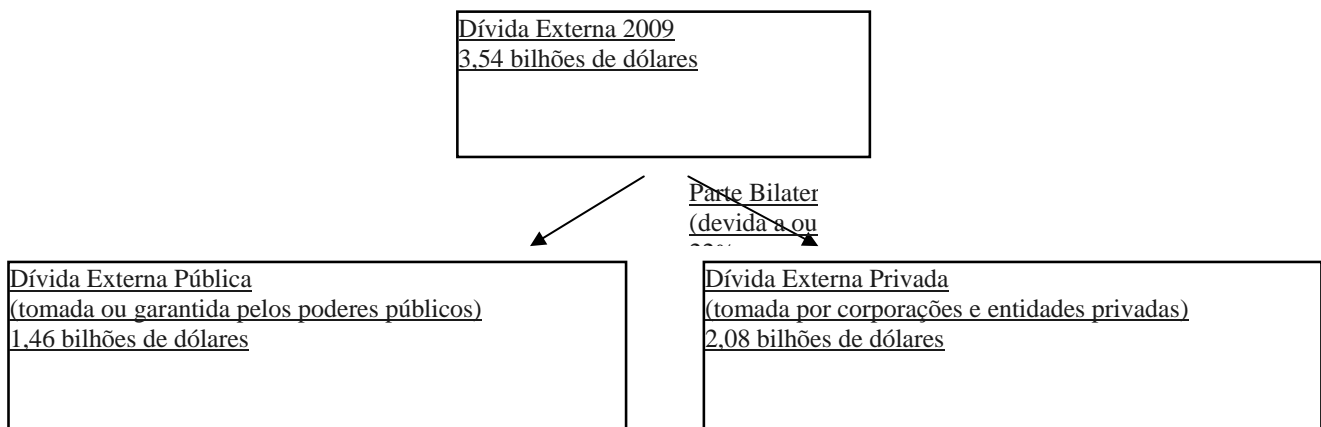 Dívida Externa 2009
3,54 bilhões de dólares
Parte Bilater
(devida a ou
Dívida Externa Pública
(tomada ou garantida pelos poderes públicos)
1,46 bilhões de dólares
Dívida Externa Privada
(tomada por corporações e entidades privadas)
2,08 bilhões de dólares